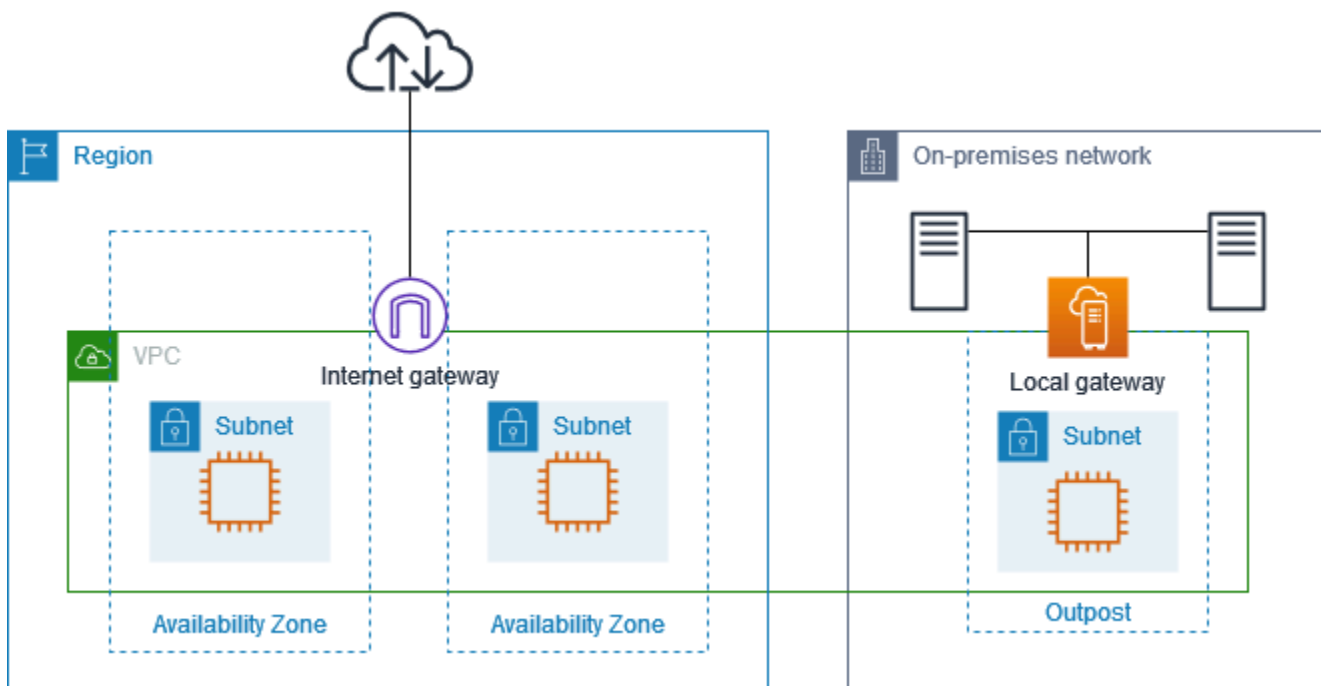 Region
On-premises network
VPC
Internet gateway
Local gateway
Subnet
Subnet
Subnet
Availability Zone
Availability Zone
Outpost